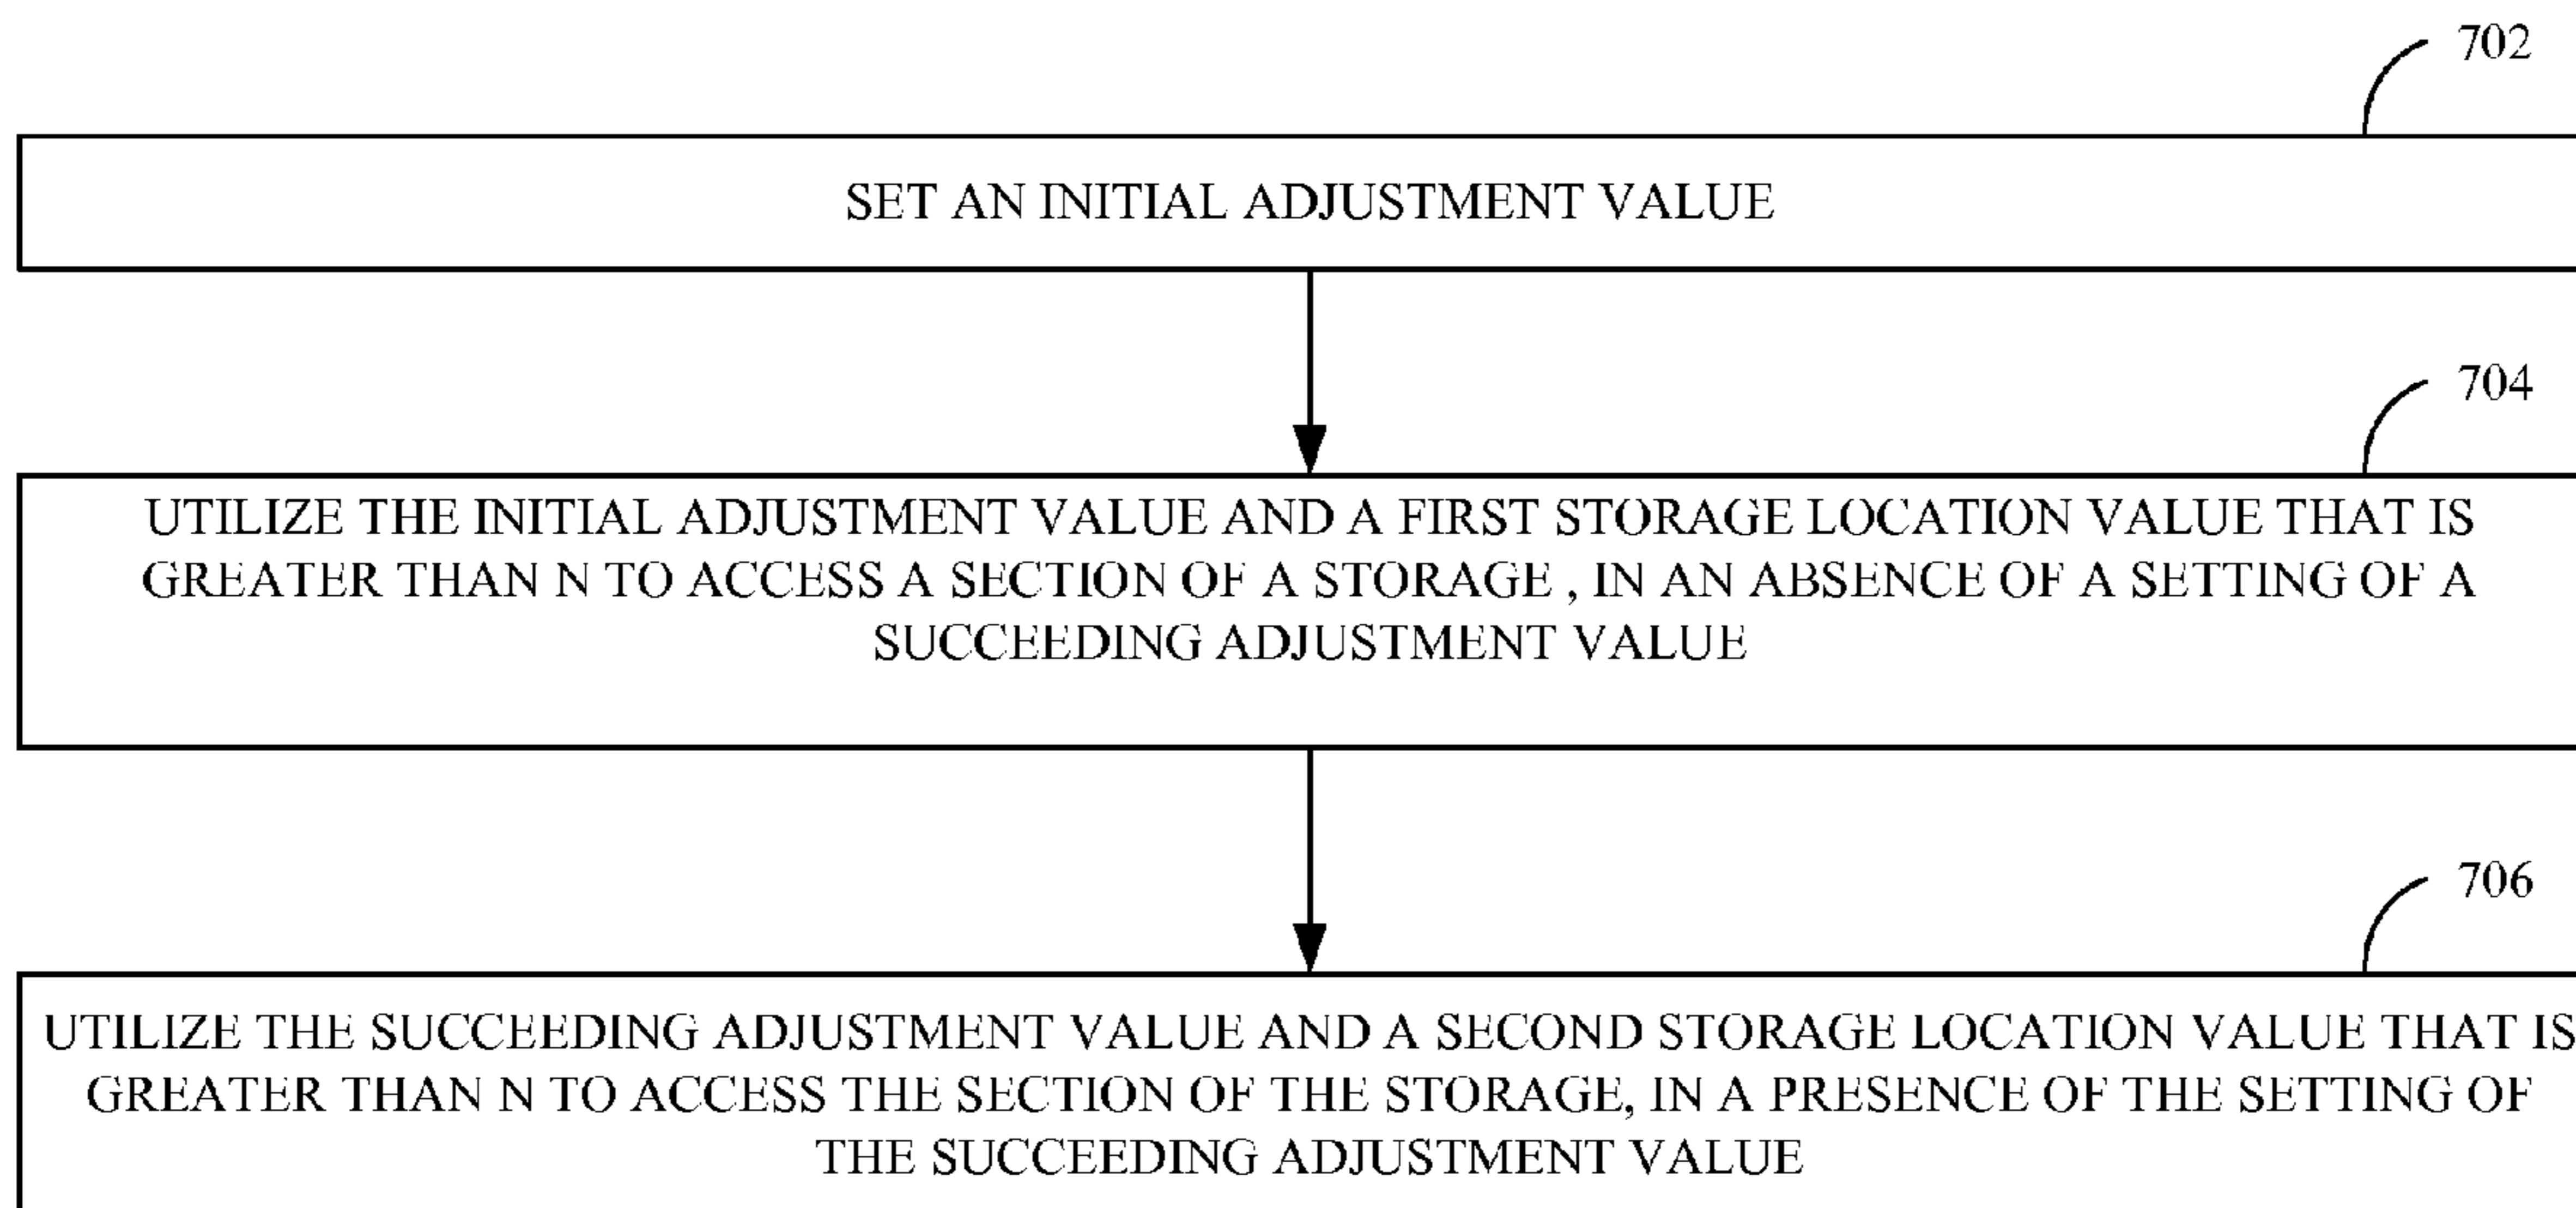 702
SET AN INITIAL ADJUSTMENT VALUE
704
UTILIZE THE INITIAL ADJUSTMENT VALUE AND A FIRST STORAGE LOCATION VALUE THAT IS
GREATER THAN N TO ACCESS A SECTION OF A STORAGE , IN AN ABSENCE OF A SETTING OF A
SUCCEEDING ADJUSTMENT VALUE
706
UTILIZE THE SUCCEEDING ADJUSTMENT VALUE AND A SECOND STORAGE LOCATION VALUE THAT IS
GREATER THAN N TO ACCESS THE SECTION OF THE STORAGE, IN A PRESENCE OF THE SETTING OF
THE SUCCEEDING ADJUSTMENT VALUE